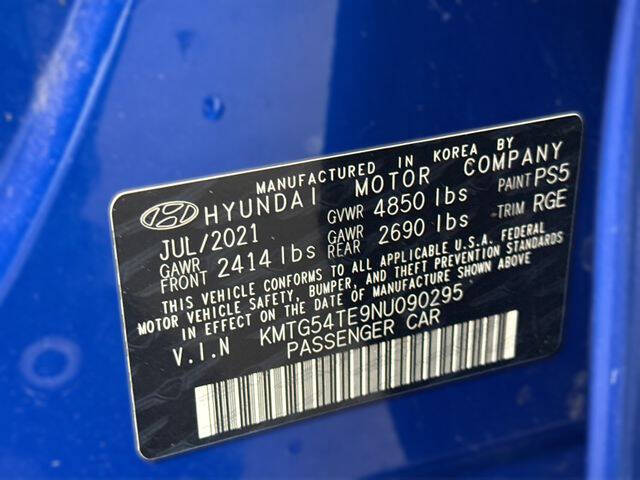 MANUFACTURED IN KOREA BY
HYUNDAI MOTOR COMPANY
JUL/2021 GVWR 4850 lbs PAINT PS5
GAWR FRONT 2414 lbs GAWR REAR 2690 lbs TRIM RGE
THIS VEHICLE CONFORMS TO ALL APPLICABLE U.S.A. FEDERAL
MOTOR VEHICLE SAFETY, BUMPER, AND THEFT PREVENTION STANDARDS
IN EFFECT ON THE DATE OF MANUFACTURE SHOWN ABOVE.
V.I.N KMTG54TE9NU090295
PASSENGER CAR